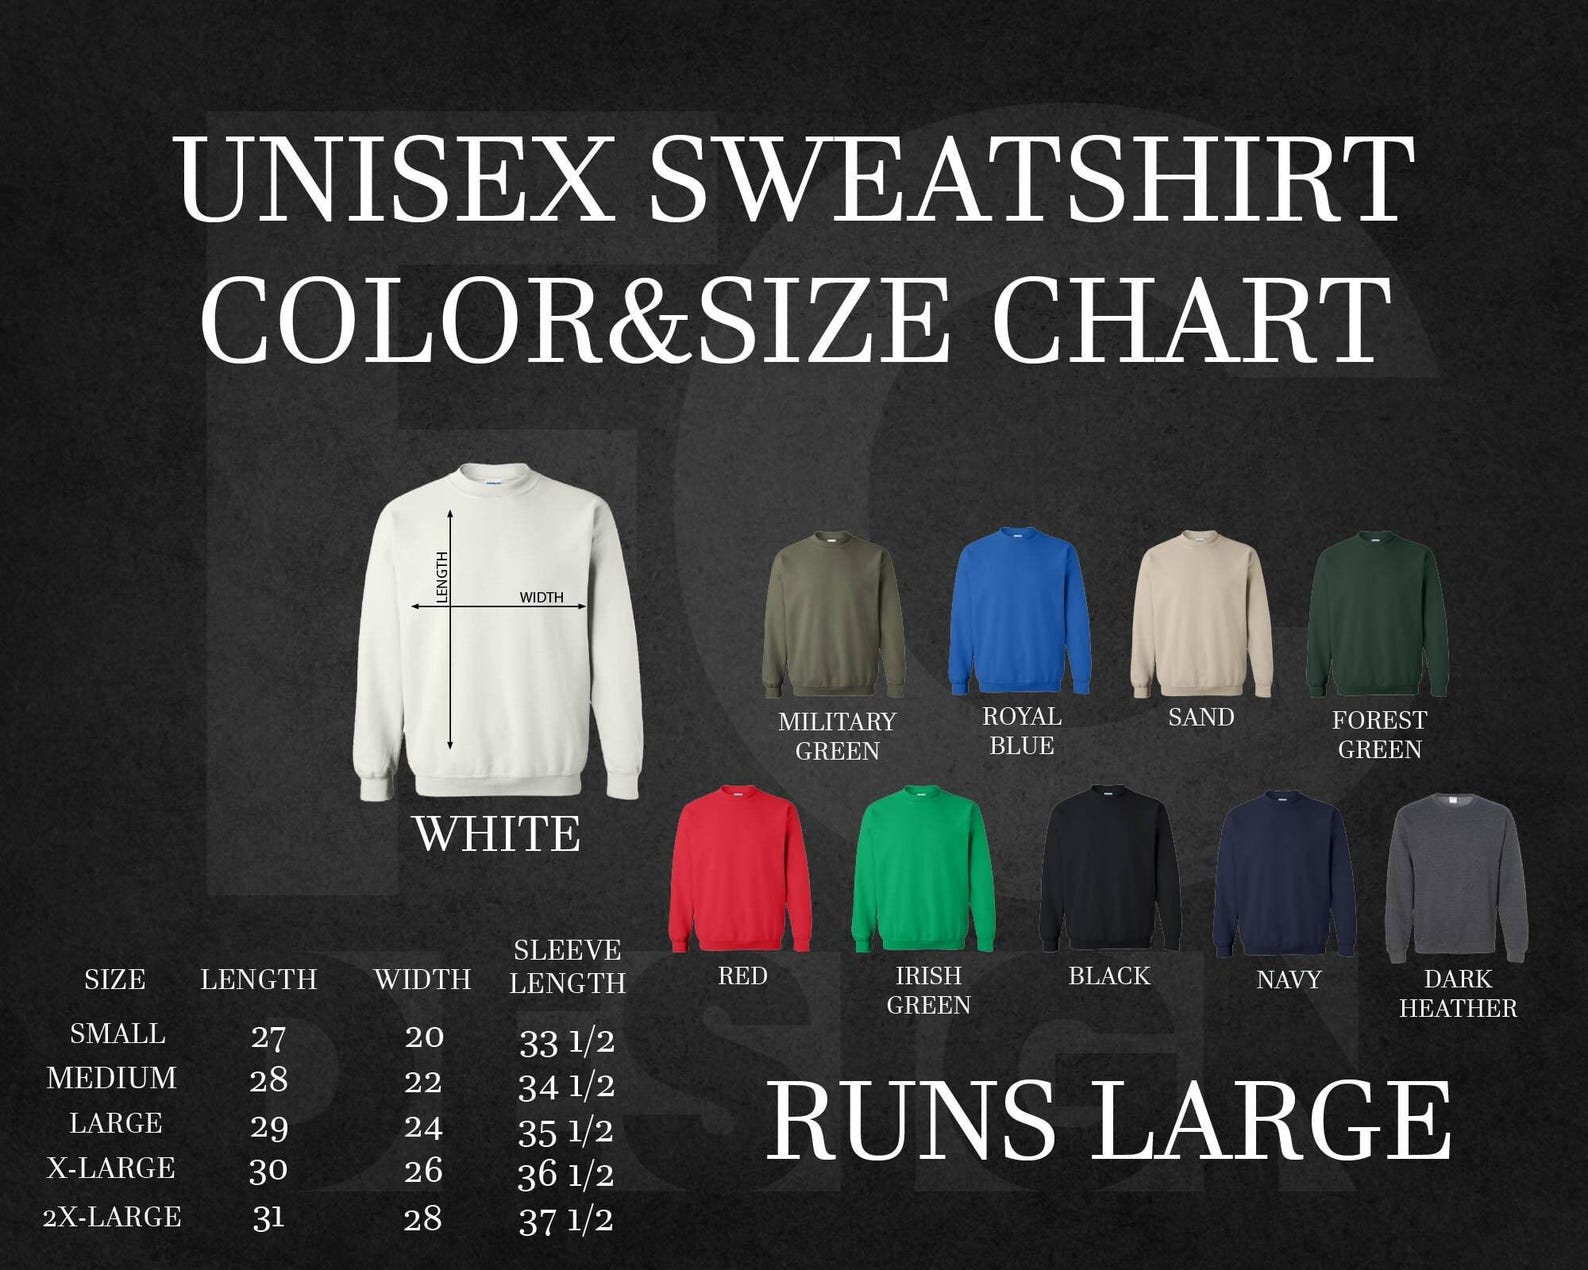 UNISEX SWEATSHIRT
COLOR&SIZE CHART
LENGTH
WIDTH
WHITE
MILITARY
GREEN
ROYAL
BLUE
SAND
FOREST
GREEN
RED
IRISH
GREEN
BLACK
NAVY
DARK
HEATHER
SIZE LENGTH WIDTH SLEEVE LENGTH
SMALL 27 20 33 1/2
MEDIUM 28 22 34 1/2
LARGE 29 24 35 1/2
X-LARGE 30 26 36 1/2
2X-LARGE 31 28 37 1/2
RUNS LARGE
EC
DESIGN